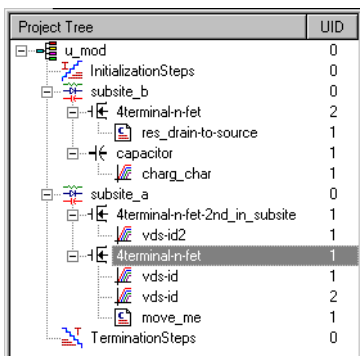 Project Tree UID
u_mod 0
InitializationSteps 0
subsite_b 0
4terminal-n-fet 2
res_drain-to-source 1
capacitor 1
charg_char 1
subsite_a 0
4terminal-n-fet-2nd_in_subsite 1
vds-id2 1
4terminal-n-fet 1
vds-id 1
vds-id 2
move_me 1
TerminationSteps 0